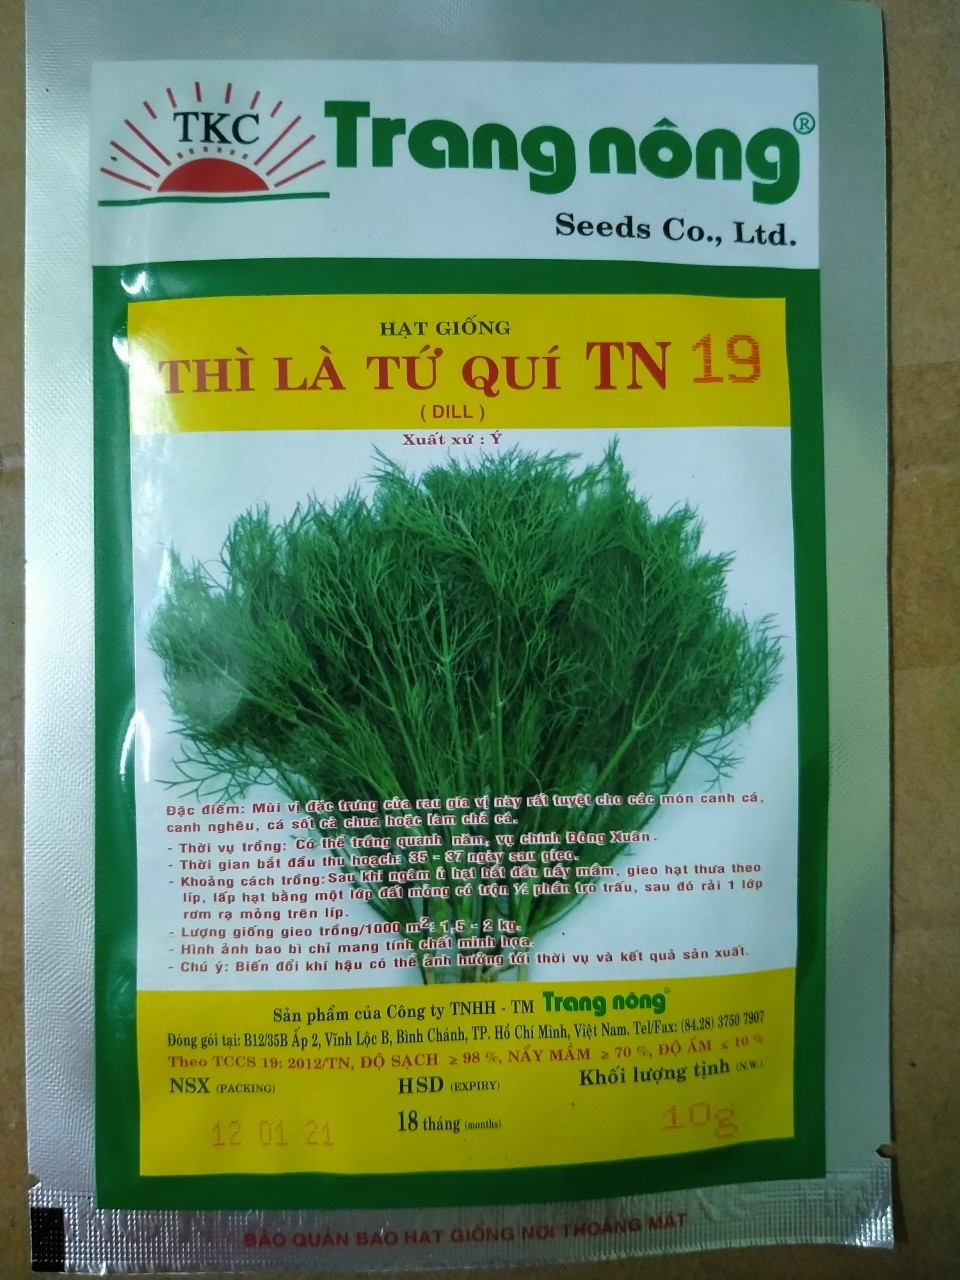 TKC
Trang nông®
Seeds Co., Ltd.
HẠT GIỐNG
THÌ LÀ TỨ QUÍ TN 19
( DILL )
Xuất xứ : Ý
Đặc điểm: Mùi vị đặc trưng của rau gia vị này rất tuyệt cho các món canh cá,
canh nghêu, cá sốt cà chua hoặc làm chả cá.
- Thời vụ trồng: Có thể trồng quanh năm, vụ chính Đông Xuân.
- Thời gian bắt đầu thu hoạch: 35 - 37 ngày sau gieo.
- Khoảng cách trồng: Sau khi ngâm ủ hạt bắt đầu nẩy mầm, gieo hạt thưa theo
líp, lấp hạt bằng một lớp đất mỏng có trộn ½ phần tro trấu, sau đó rải 1 lớp
rơm rạ mỏng trên líp.
- Lượng giống gieo trồng/1000 m²: 1,5 - 2 kg.
- Hình ảnh bao bì chỉ mang tính chất minh họa.
- Chú ý: Biến đổi khí hậu có thể ảnh hưởng tới thời vụ và kết quả sản xuất.
Sản phẩm của Công ty TNHH - TM Trang nông®
Đóng gói tại: B12/35B Ấp 2, Vĩnh Lộc B, Bình Chánh, TP. Hồ Chí Minh, Việt Nam. Tel/Fax: (84.28) 3750 7907
Theo TCCS 19: 2012/TN, ĐỘ SẠCH ≥ 98 %, NẨY MẦM ≥ 70 %, ĐỘ ẨM ≤ 10 %
NSX (PACKING) HSD (EXPIRY) Khối lượng tịnh (N.W.)
12 01 21 18 tháng (months) 10g
BẢO QUẢN BAO HẠT GIỐNG NƠI THOÁNG MÁT